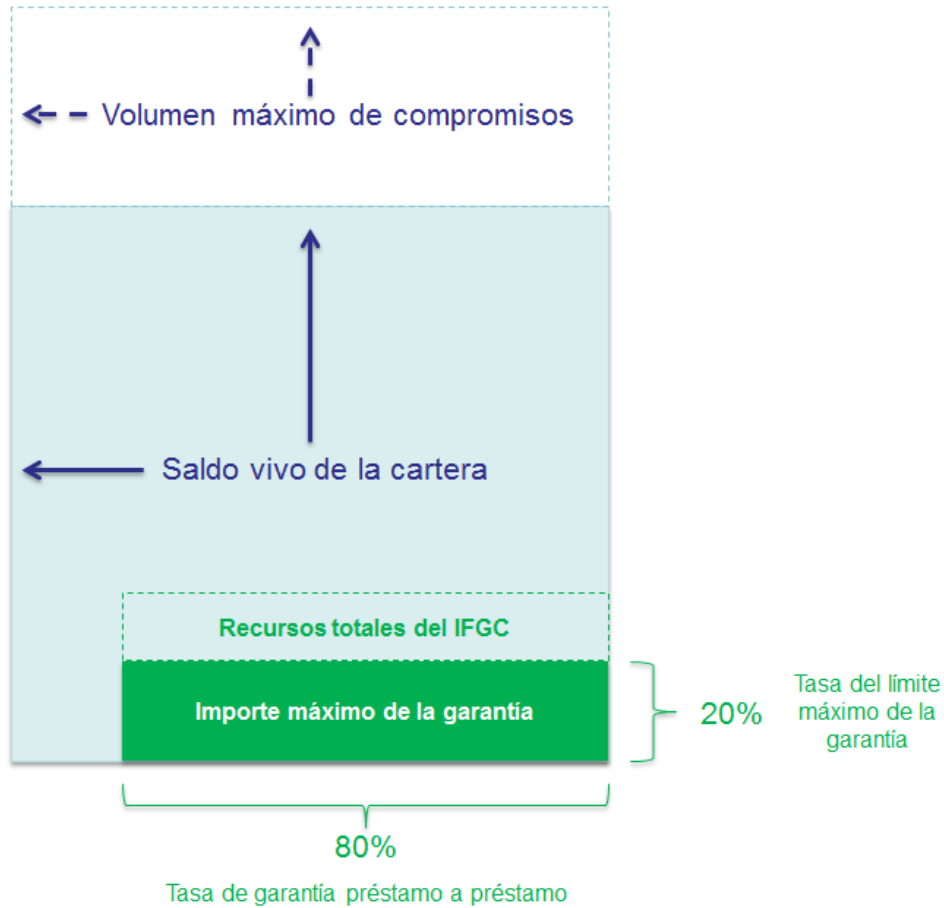 Volumen máximo de compromisos
Saldo vivo de la cartera
Recursos totales del IFGC
Importe máximo de la garantía
20%
Tasa del límite
máximo de la
garantía
80%
Tasa de garantía préstamo a préstamo